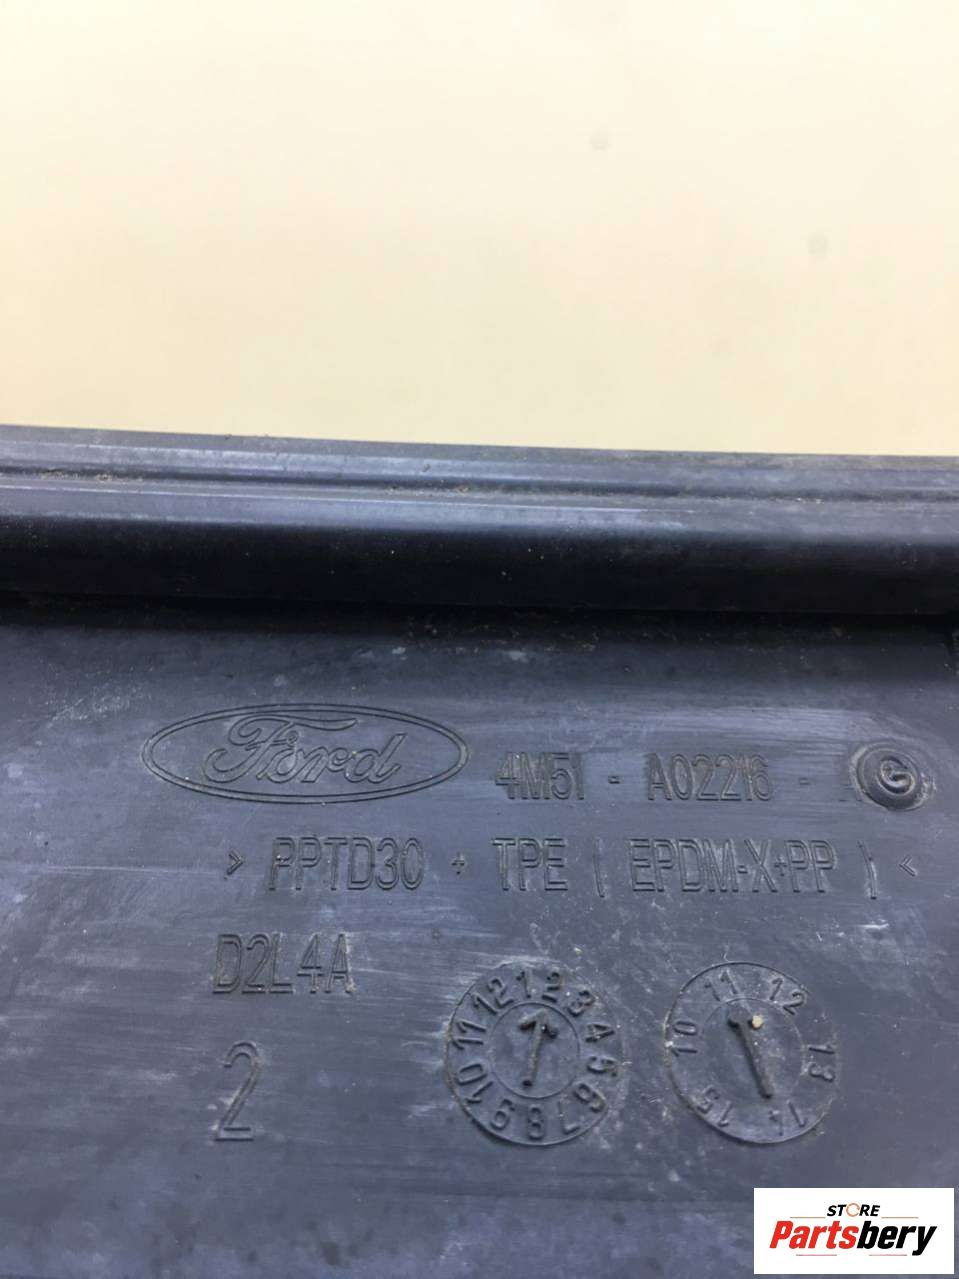 Ford 4M51 - A02216 - G
> PPTD30 + TPE ( EPDM-X+PP ) <
D2L4A
2
1 2 3 4 5 6 7 8 9 10 11 12
10 11 12 13 14 15
STORE
Partsbery